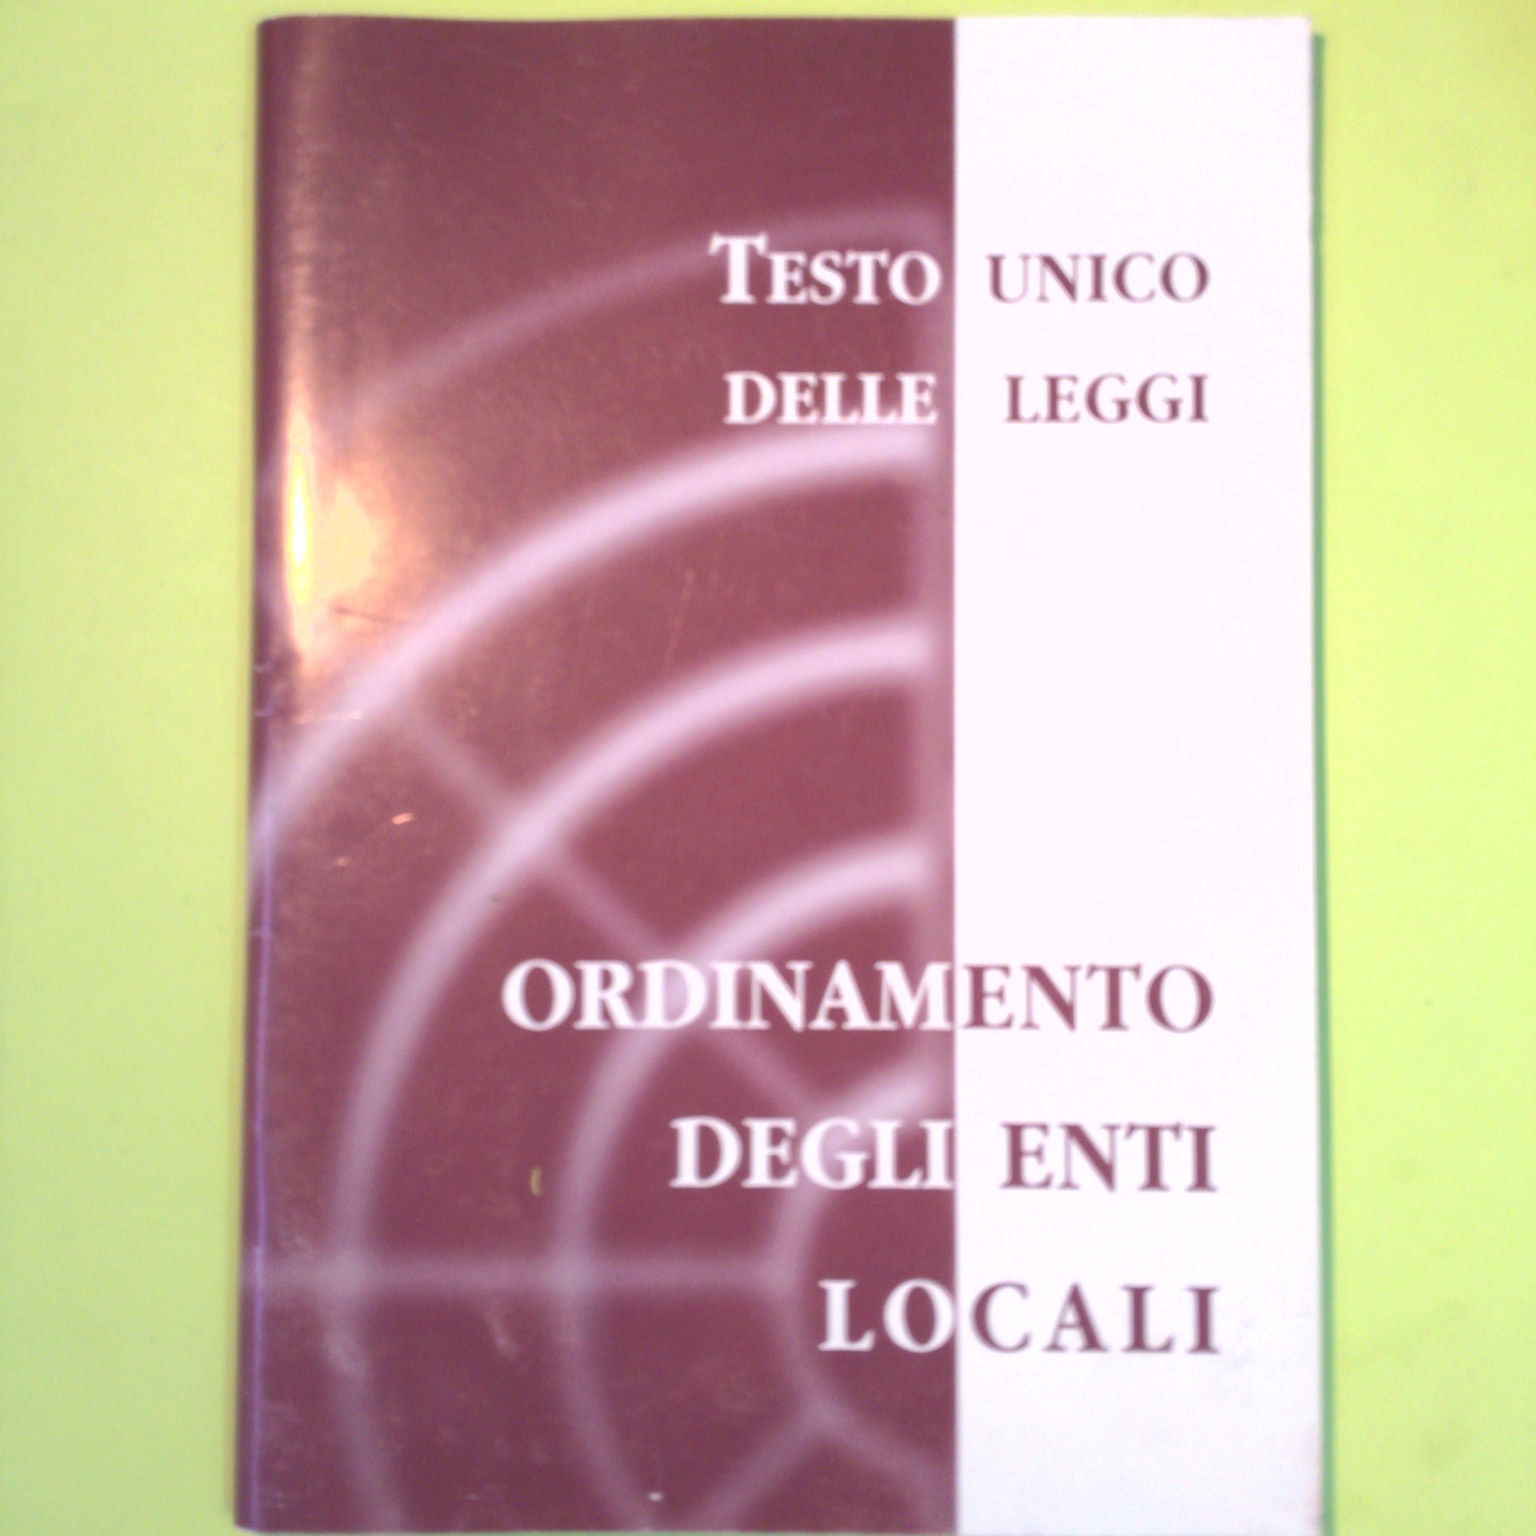 TESTO UNICO
DELLE LEGGI
ORDINAMENTO
DEGLI ENTI
LOCALI